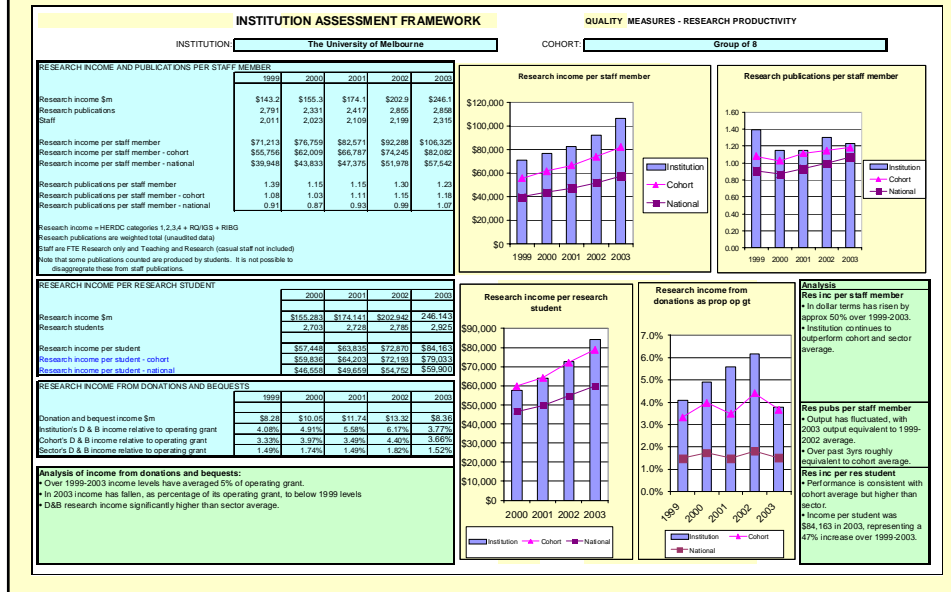 INSTITUTION ASSESSMENT FRAMEWORK
QUALITY MEASURES - RESEARCH PRODUCTIVITY
INSTITUTION: The University of Melbourne
COHORT: Group of 8
RESEARCH INCOME AND PUBLICATIONS PER STAFF MEMBER
1999 2000 2001 2002 2003
Research income $m $143.2 $155.3 $174.1 $202.9 $246.1
Research publications 2,791 2,331 2,417 2,855 2,858
Staff 2,011 2,023 2,109 2,199 2,315
Research income per staff member $71,213 $76,759 $82,571 $92,288 $106,325
Research income per staff member - cohort $55,756 $62,009 $66,787 $74,245 $82,082
Research income per staff member - national $39,948 $43,833 $47,375 $51,978 $57,542
Research publications per staff member 1.39 1.15 1.15 1.30 1.23
Research publications per staff member - cohort 1.08 1.03 1.11 1.15 1.18
Research publications per staff member - national 0.91 0.87 0.93 0.99 1.07
Research income = HERDC categories 1,2,3,4 + RQ/IGS + RIBG
Research publications are weighted total (unaudited data)
Staff are FTE Research only and Teaching and Research (casual staff not included)
Note that some publications counted are produced by students. It is not possible to
disaggregate these from staff publications.
Research income per staff member
$120,000
$100,000
$80,000
$60,000
$40,000
$20,000
$0
1999 2000 2001 2002 2003
Institution
Cohort
National
Research publications per staff member
1.60
1.40
1.20
1.00
0.80
0.60
0.40
0.20
0.00
1999 2000 2001 2002 2003
Institution
Cohort
National
RESEARCH INCOME PER RESEARCH STUDENT
2000 2001 2002 2003
Research income $m $155.283 $174.141 $202.942 246.143
Research students 2,703 2,728 2,785 2,925
Research income per student $57,448 $63,835 $72,870 $84,163
Research income per student - cohort $59,836 $64,203 $72,193 $79,033
Research income per student - national $46,558 $49,659 $54,752 $59,900
RESEARCH INCOME FROM DONATIONS AND BEQUESTS
1999 2000 2001 2002 2003
Donation and bequest income $m $8.28 $10.05 $11.74 $13.32 $8.36
Institution's D & B income relative to operating grant 4.08% 4.91% 5.58% 6.17% 3.77%
Cohort's D & B income relative to operating grant 3.33% 3.97% 3.49% 4.40% 3.66%
Sector's D & B income relative to operating grant 1.49% 1.74% 1.49% 1.82% 1.52%
Analysis of income from donations and bequests:
• Over 1999-2003 income levels have averaged 5% of operating grant.
• In 2003 income has fallen, as percentage of its operating grant, to below 1999 levels
• D&B research income significantly higher than sector average.
Research income per research
student
$90,000
$80,000
$70,000
$60,000
$50,000
$40,000
$30,000
$20,000
$10,000
$0
2000 2001 2002 2003
Institution Cohort National
Research income from
donations as prop op gt
7.0%
6.0%
5.0%
4.0%
3.0%
2.0%
1.0%
0.0%
1999 2000 2001 2002 2003
Institution Cohort
National
Analysis
Res inc per staff member
• In dollar terms has risen by
approx 50% over 1999-2003.
• Institution continues to
outperform cohort and sector
average.
Res pubs per staff member
• Output has fluctuated, with
2003 output equivalent to 1999-
2002 average.
• Over past 3yrs roughly
equivalent to cohort average.
Res inc per res student
• Performance is consistent with
cohort average but higher than
sector.
• Income per student was
$84,163 in 2003, representing a
47% increase over 1999-2003.